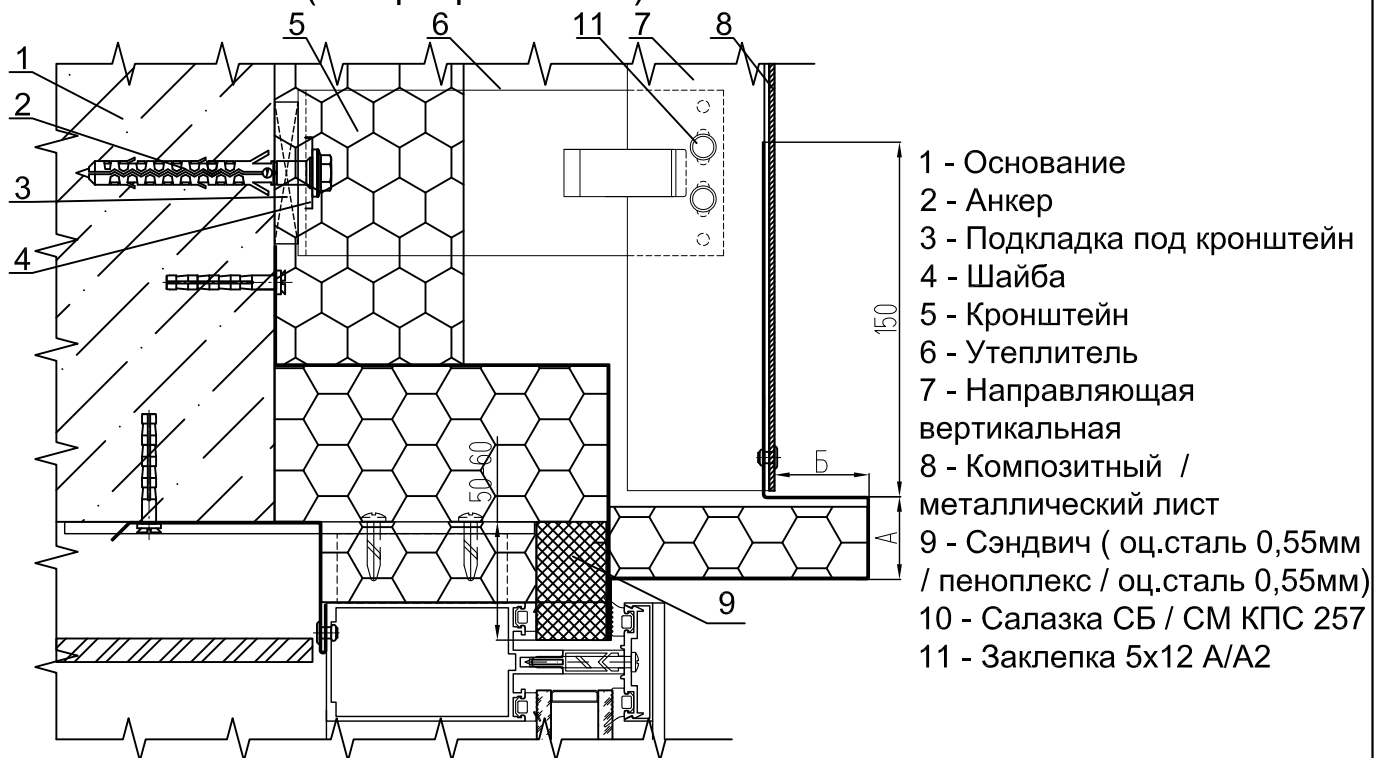 5
6
11
7
8
1
2
3
4
9
50-60
150
Б
А
1 - Основание
2 - Анкер
3 - Подкладка под кронштейн
4 - Шайба
5 - Кронштейн
6 - Утеплитель
7 - Направляющая
вертикальная
8 - Композитный /
металлический лист
9 - Сэндвич ( оц.сталь 0,55мм
/ пеноплекс / оц.сталь 0,55мм)
10 - Салазка СБ / СМ КПС 257
11 - Заклепка 5х12 А/А2